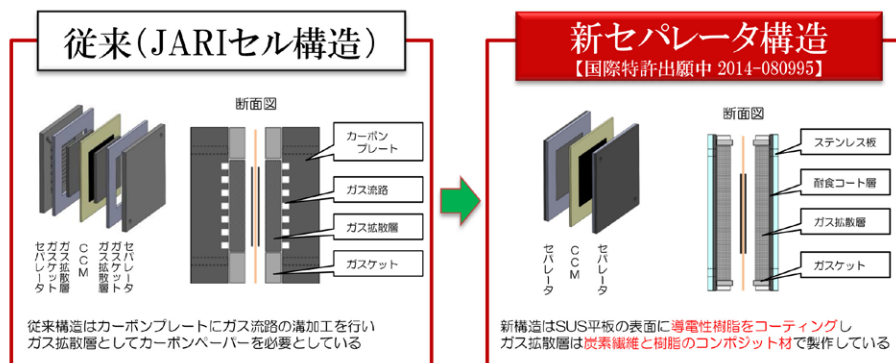 従来(JARIセル構造)
断面図
カーボン
プレート
ガス流路
ガス拡散層
ガスケット
セパレータ
ガスケット
ガス拡散層
CCM
ガス拡散層
ガスケット
セパレータ
従来構造はカーボンプレートにガス流路の溝加工を行い
ガス拡散層としてカーボンペーパーを必要としている
新セパレータ構造
【国際特許出願中 2014-080995】
断面図
ステンレス板
耐食コート層
ガス拡散層
ガスケット
セパレータ
CCM
セパレータ
新構造はSUS平板の表面に導電性樹脂をコーティングし
ガス拡散層は炭素繊維と樹脂のコンポジット材で製作している